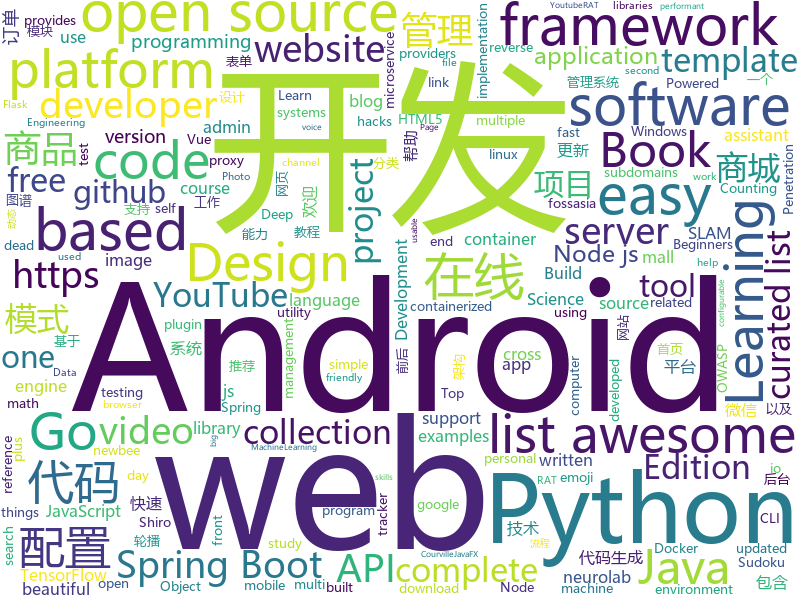 YoutubeRAT
libraries
performant
订单
模块
provides
open source
表单
管理
framework
use
programming
website
providers
file
microservice
implementation
reverse
platform
开发
application
template
developer
设计
Learn
blog
link
HTML5
second
管理系统
一个
Flask
Engineering
version
Vue
admin
systems
voice
hacks
Page
multiple
Powered
software
商品
code
test
proxy
channel
Photo
linux
Windows
assistant
fast
帮助
分类
更新
free
github
course
Deep
网页
欢迎
subdomains
work
Book
商城
图谱
支持
self
工作
project
教程
能力
项目
fossasia
Counting
Penetration
动态
used
based
Design
easy
server
SLAM
Beginners
https
image
dead
end
在线
container
Node js
mall
help
Development
Build
tool
YouTube
language
containerized
Science
source
related
Learning
curated list
模式
plugin
utility
management
using
one
基于
Data
系统
Android
cross
app
网站
OWASP
configurable
engine
browser
testing
simple
js
推荐
Spring
前后
架构
首页
平台
friendly
math
Top
computer
developed
微信
以及
Go
video
library
support
web
list awesome
reference
plus
collection
examples
personal
written
Edition
io
后台
代码
newbee
day
google
tracker
emoji
things
JavaScript
快速
Shiro
big
MachineLearning
program
skills
Python
技术
RAT
CLI
updated
配置
轮播
front
study
Docker
代码生成
Sudoku
search
TensorFlow
Spring Boot
API
complete
Java
包含
beautiful
open
Object
mobile
multi
built
download
CourvilleJavaFX
Node
流程
machine
environment
neurolab
usable